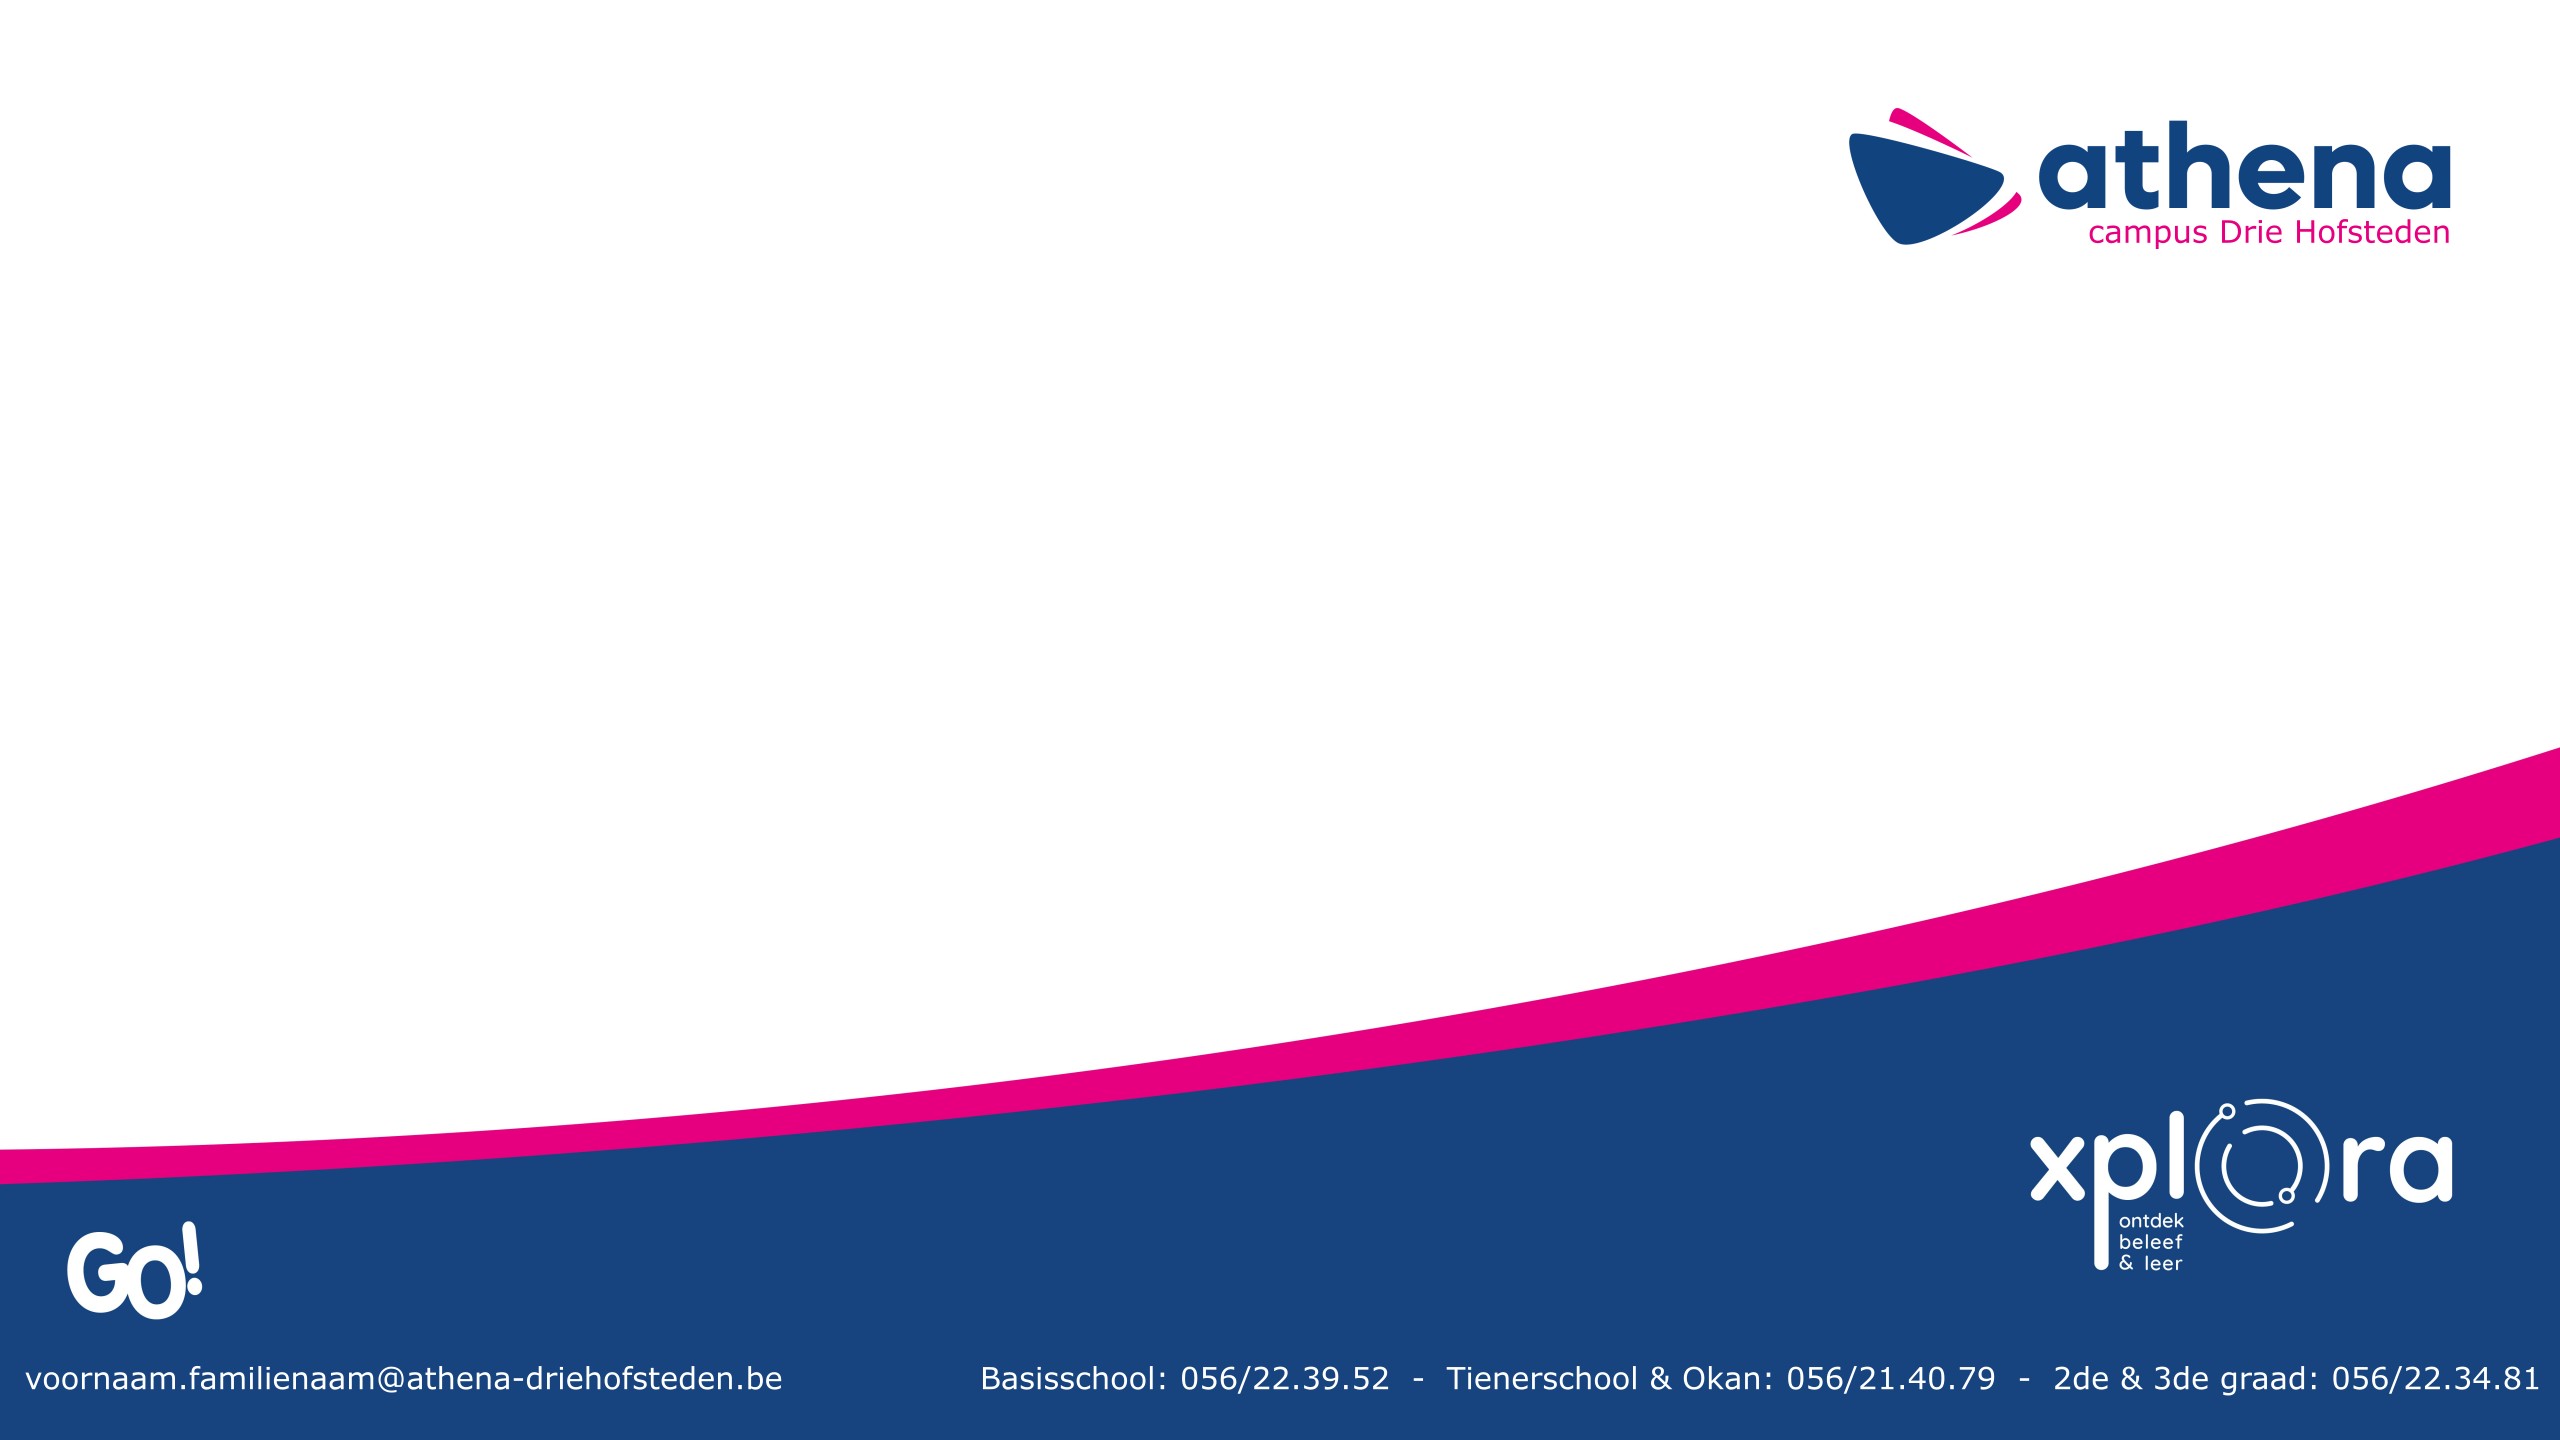 athena
campus Drie Hofsteden
xplora
ontdek
beleef
& leer
GO!
voornaam.familienaam@athena-driehofsteden.be
Basisschool: 056/22.39.52 - Tienerschool & Okan: 056/21.40.79 - 2de & 3de graad: 056/22.34.81